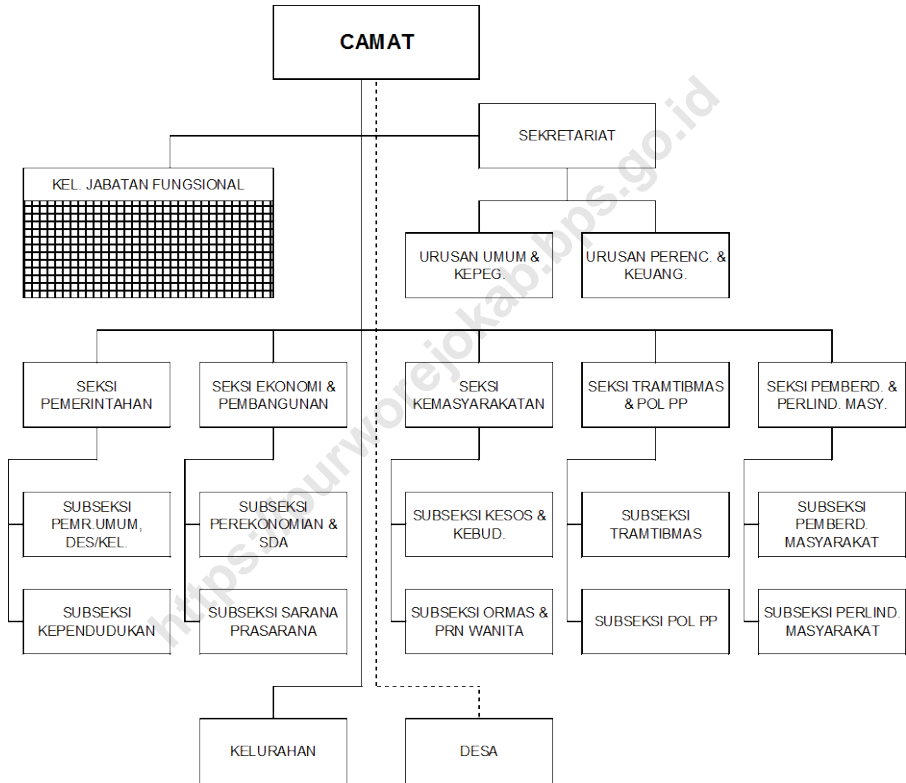 CAMAT
SEKRETARIAT
KEL. JABATAN FUNGSIONAL
URUSAN UMUM &
KEPEG.
URUSAN PERENC. &
KEUANG.
SEKSI
PEMERINTAHAN
SEKSI EKONOMI &
PEMBANGUNAN
SEKSI
KEMASYARAKATAN
SEKSI TRAMTIBMAS
& POL PP
SEKSI PEMBERD. &
PERLIND. MASY.
SUBSEKSI
PEMR.UMUM,
DES/KEL.
SUBSEKSI
PEREKONOMIAN &
SDA
SUBSEKSI KESOS &
KEBUD.
SUBSEKSI
TRAMTIBMAS
SUBSEKSI
PEMBERD.
MASYARAKAT
SUBSEKSI
KEPENDUDUKAN
SUBSEKSI SARANA
PRASARANA
SUBSEKSI ORMAS &
PRN WANITA
SUBSEKSI POL PP
SUBSEKSI PERLIND.
MASYARAKAT
KELURAHAN
DESA
https://purworejokab.bps.go.id